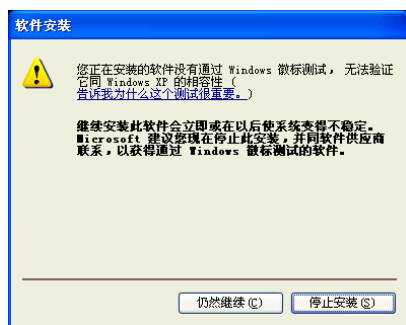 软件安装
您正在安装的软件没有通过 Windows 徽标测试，无法验证
它同 Windows XP 的相容性（
告诉我为什么这个测试很重要。）
继续安装此软件会立即或在以后使系统变得不稳定。
Microsoft 建议您现在停止此安装，并同软件供应商
联系，以获得通过 Windows 徽标测试的软件。
仍然继续(C)
停止安装(S)